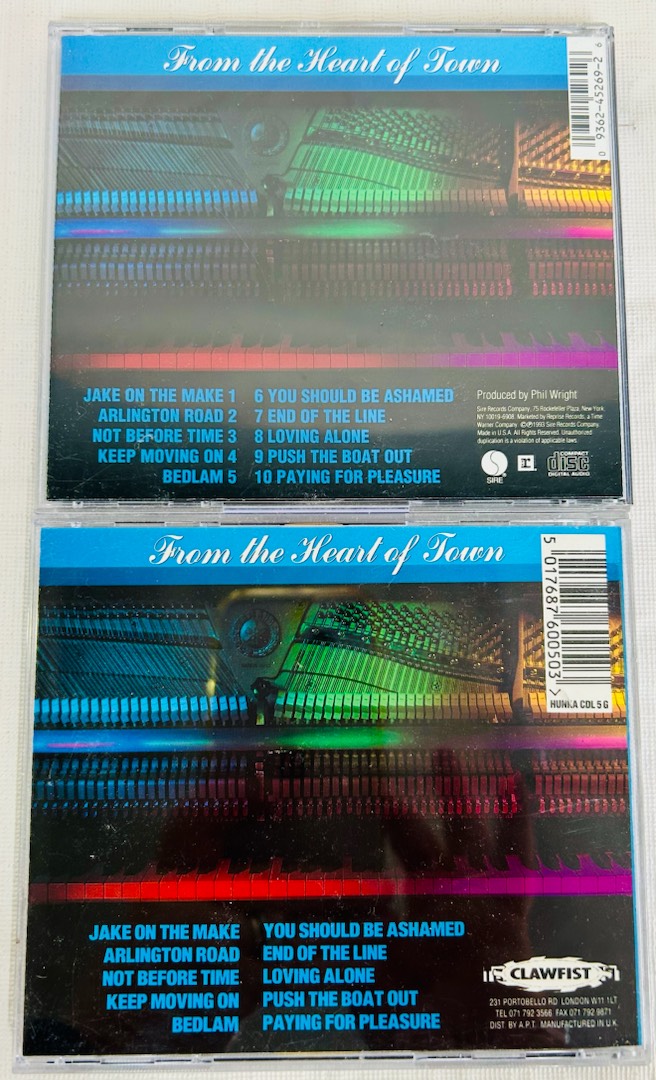 From the Heart of Town
0 9362-45269-2 6
JAKE ON THE MAKE 1
ARLINGTON ROAD 2
NOT BEFORE TIME 3
KEEP MOVING ON 4
BEDLAM 5
6 YOU SHOULD BE ASHAMED
7 END OF THE LINE
8 LOVING ALONE
9 PUSH THE BOAT OUT
10 PAYING FOR PLEASURE
Produced by Phil Wright
Sire Records Company, 75 Rockefeller Plaza, New York,
NY 10019-6908. Marketed by Reprise Records, a Time
Warner Company. ©℗1993 Sire Records Company.
Made in U.S.A. All Rights Reserved. Unauthorized
duplication is a violation of applicable laws.
S
SIRE
r
COMPACT
disc
DIGITAL AUDIO
From the Heart of Town
5 017687 600503 >
HUNKA CDL 5 G
JAKE ON THE MAKE
ARLINGTON ROAD
NOT BEFORE TIME
KEEP MOVING ON
BEDLAM
YOU SHOULD BE ASHAMED
END OF THE LINE
LOVING ALONE
PUSH THE BOAT OUT
PAYING FOR PLEASURE
CLAWFIST
231 PORTOBELLO RD LONDON W11 1LT
TEL 071 792 3566 FAX 071 792 9871
DIST. BY A.P.T. MANUFACTURED IN U.K.